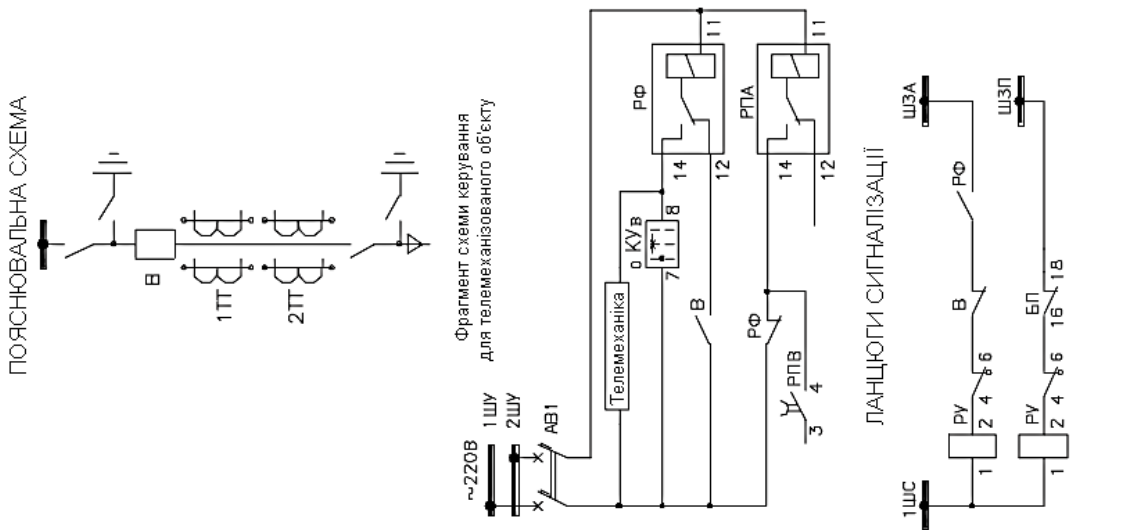 ПОЯСНЮВАЛЬНА СХЕМА
В
1ТТ
2ТТ
Фрагмент схеми керування
для телемеханізованого об'єкту
~220В
1ШУ
2ШУ
АВ1
Телемеханіка
О КУ В
7
8
РФ
11
14
12
В
РПА
11
14
12
РФ
РПВ
3
4
ЛАНЦЮГИ СИГНАЛІЗАЦІЇ
1ШС
1
РУ
2
4
6
В
РФ
ШЗА
1
РУ
2
4
6
16
БП
18
ШЗП